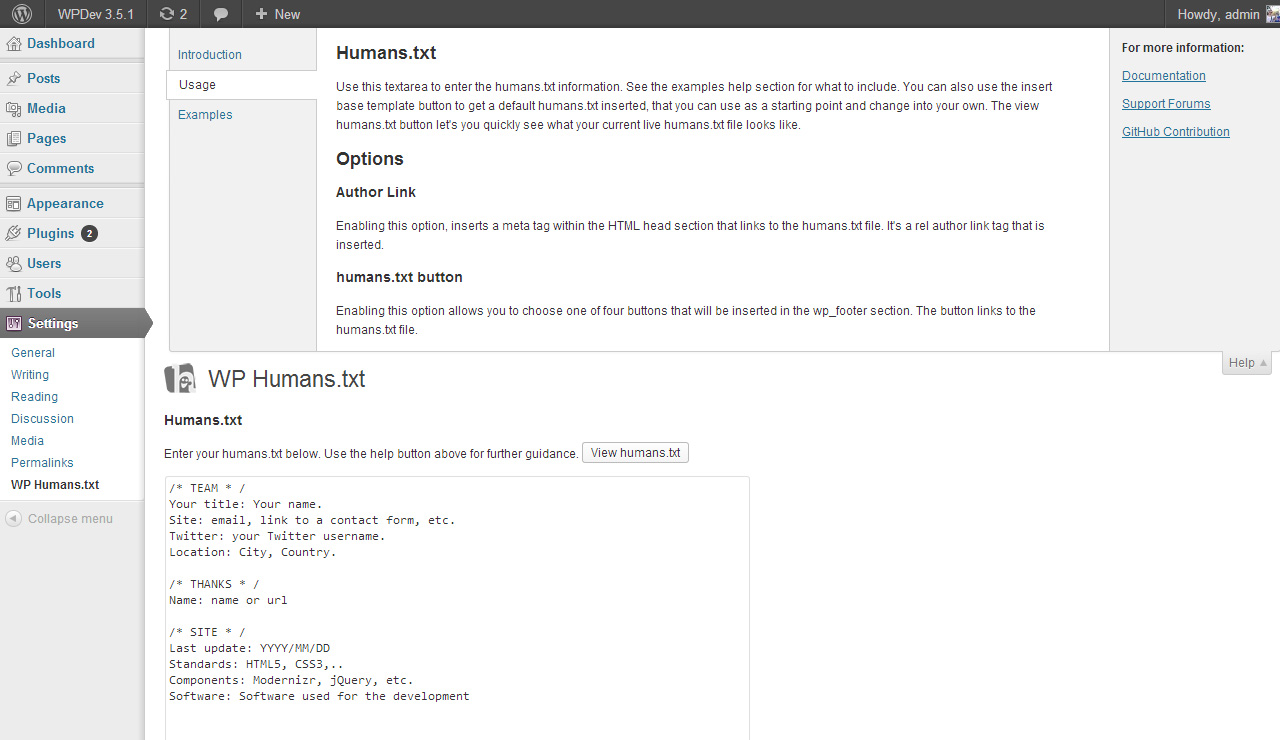 WPDev 3.5.1
2
New
Howdy, admin
Dashboard
Posts
Media
Pages
Comments
Appearance
Plugins 2
Users
Tools
Settings
General
Writing
Reading
Discussion
Media
Permalinks
WP Humans.txt
Collapse menu
Introduction
Usage
Examples
Humans.txt
Use this textarea to enter the humans.txt information. See the examples help section for what to include. You can also use the insert
base template button to get a default humans.txt inserted, that you can use as a starting point and change into your own. The view
humans.txt button let's you quickly see what your current live humans.txt file looks like.
Options
Author Link
Enabling this option, inserts a meta tag within the HTML head section that links to the humans.txt file. It's a rel author link tag that is
inserted.
humans.txt button
Enabling this option allows you to choose one of four buttons that will be inserted in the wp_footer section. The button links to the
humans.txt file.
For more information:
Documentation
Support Forums
GitHub Contribution
Help
WP Humans.txt
Humans.txt
Enter your humans.txt below. Use the help button above for further guidance. View humans.txt
/* TEAM * /
Your title: Your name.
Site: email, link to a contact form, etc.
Twitter: your Twitter username.
Location: City, Country.
/* THANKS * /
Name: name or url
/* SITE * /
Last update: YYYY/MM/DD
Standards: HTML5, CSS3,..
Components: Modernizr, jQuery, etc.
Software: Software used for the development